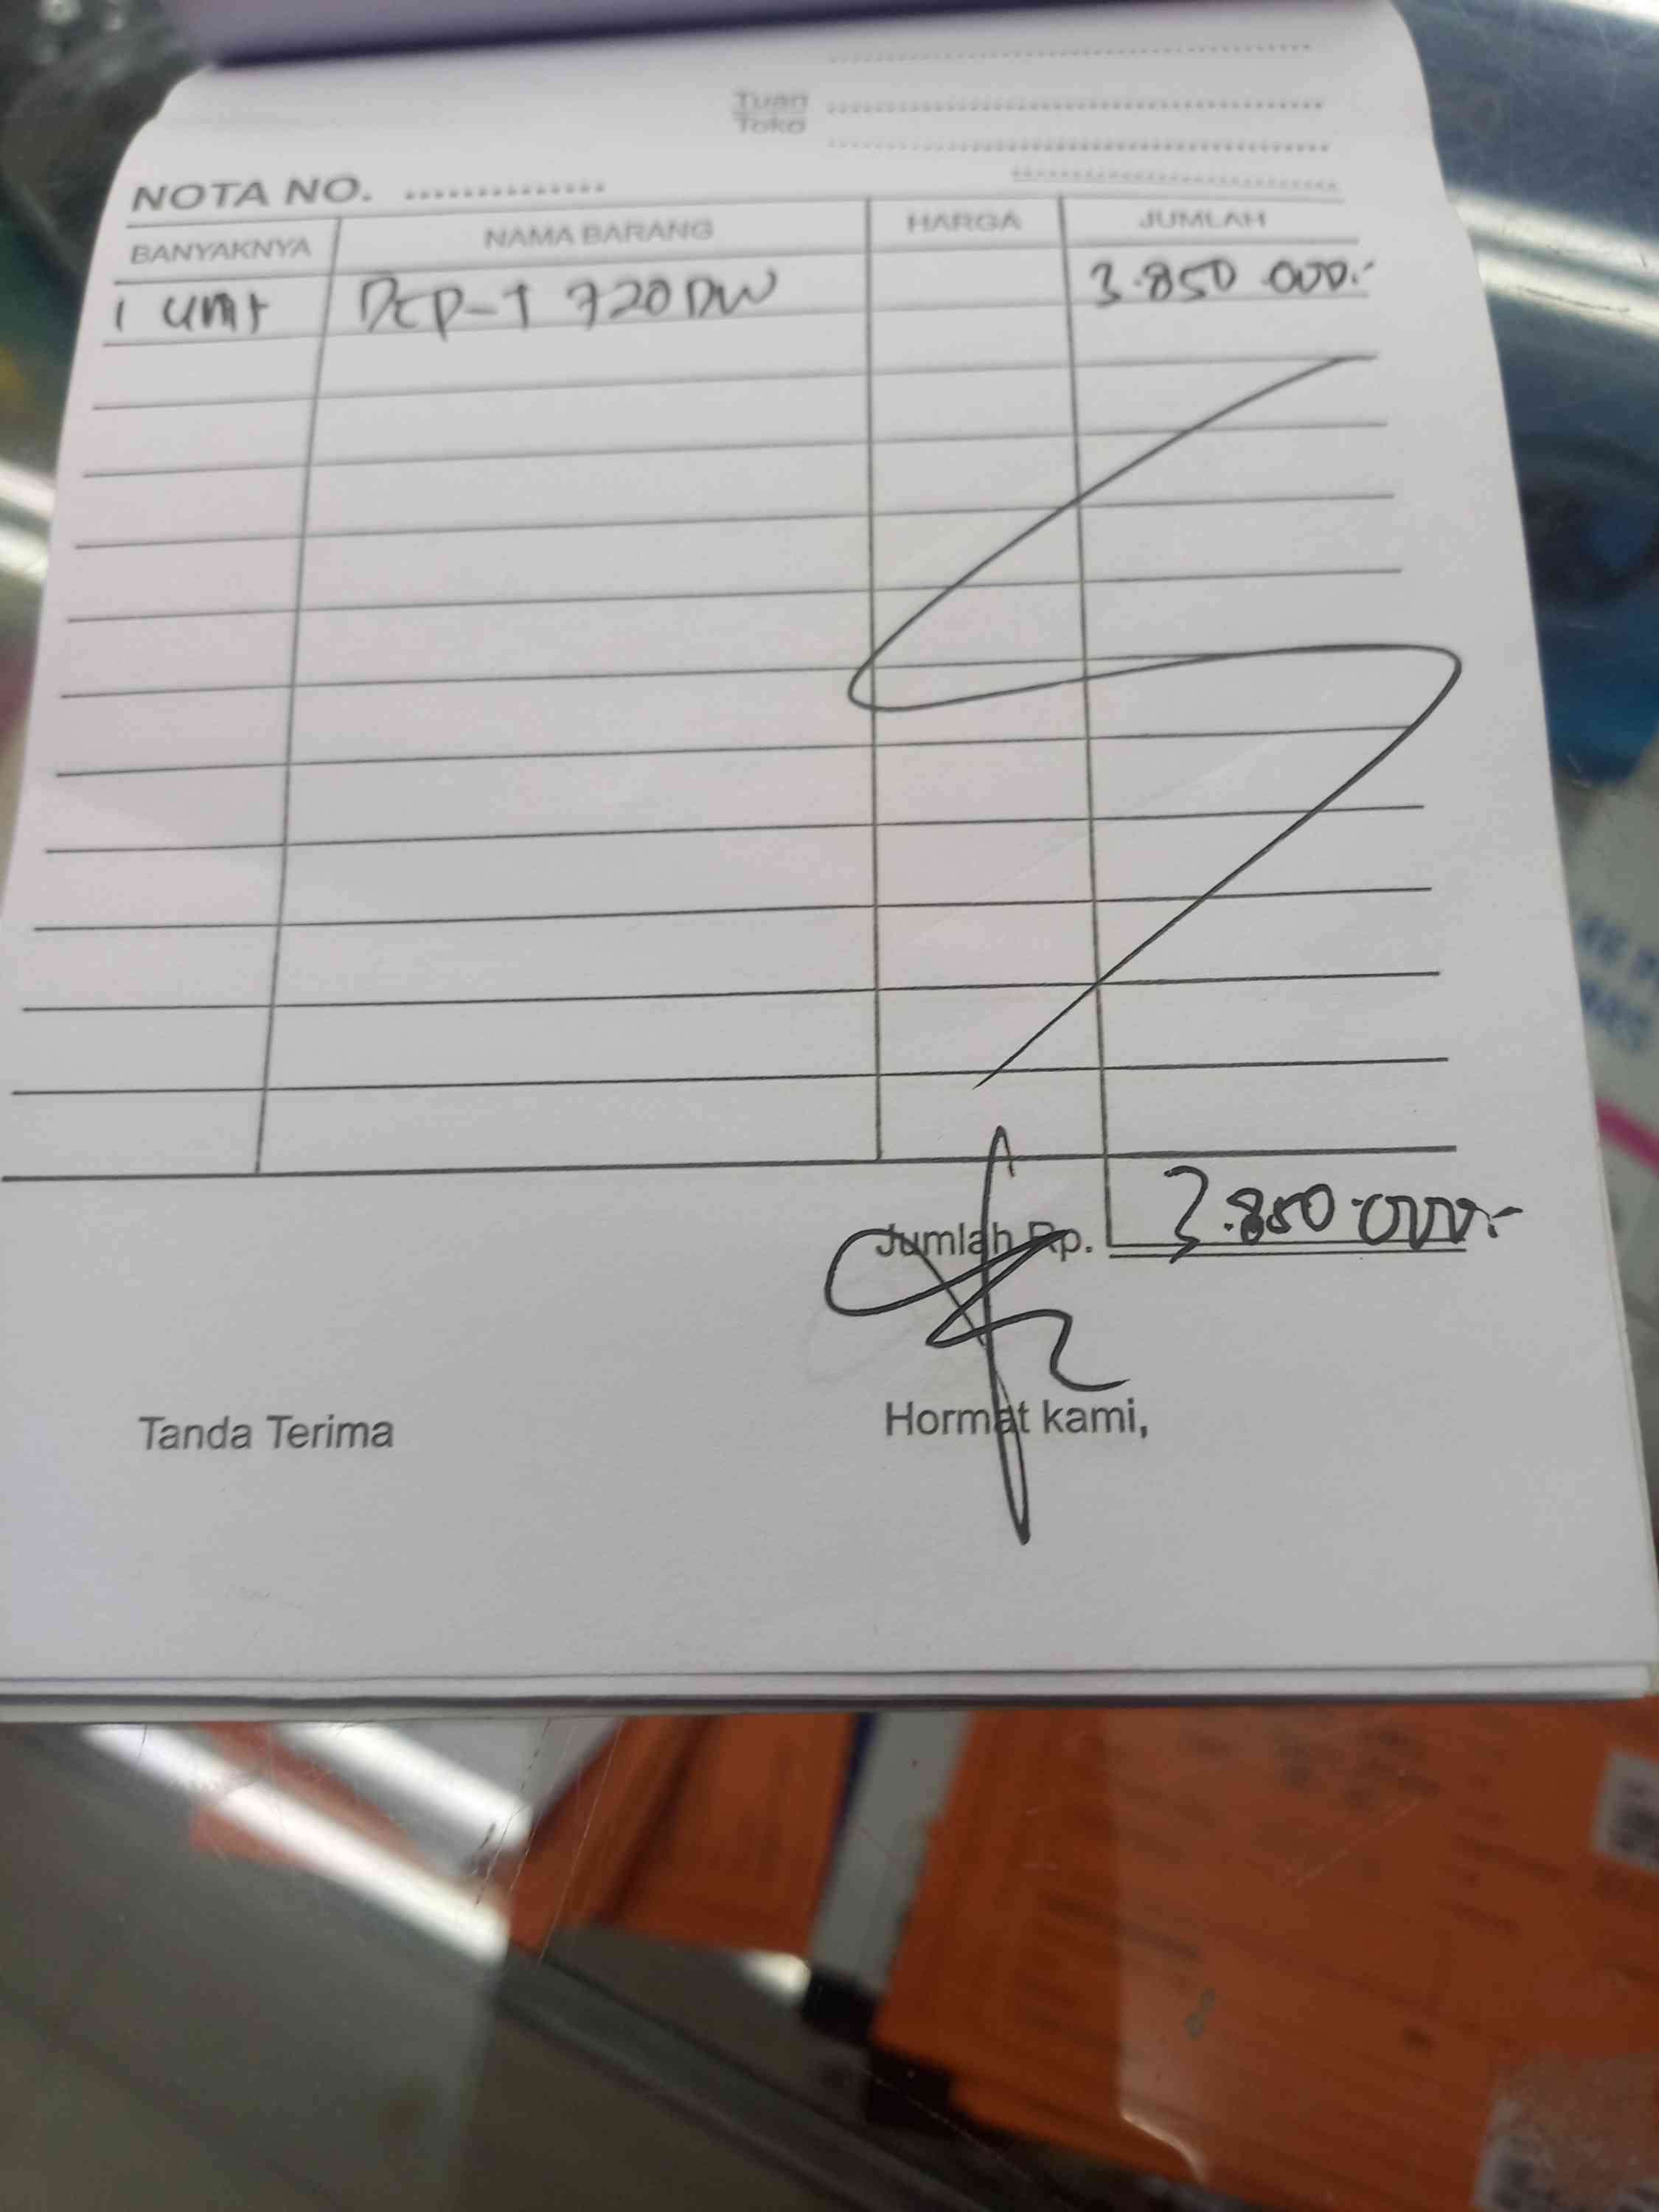 Tuan
Toko
NOTA NO. ...............
BANYAKNYA NAMA BARANG HARGA JUMLAH
1 unit DCP-T 720DW 3.850.000.-
Jumlah Rp. 3.850.000.-
Tanda Terima Hormat kami,